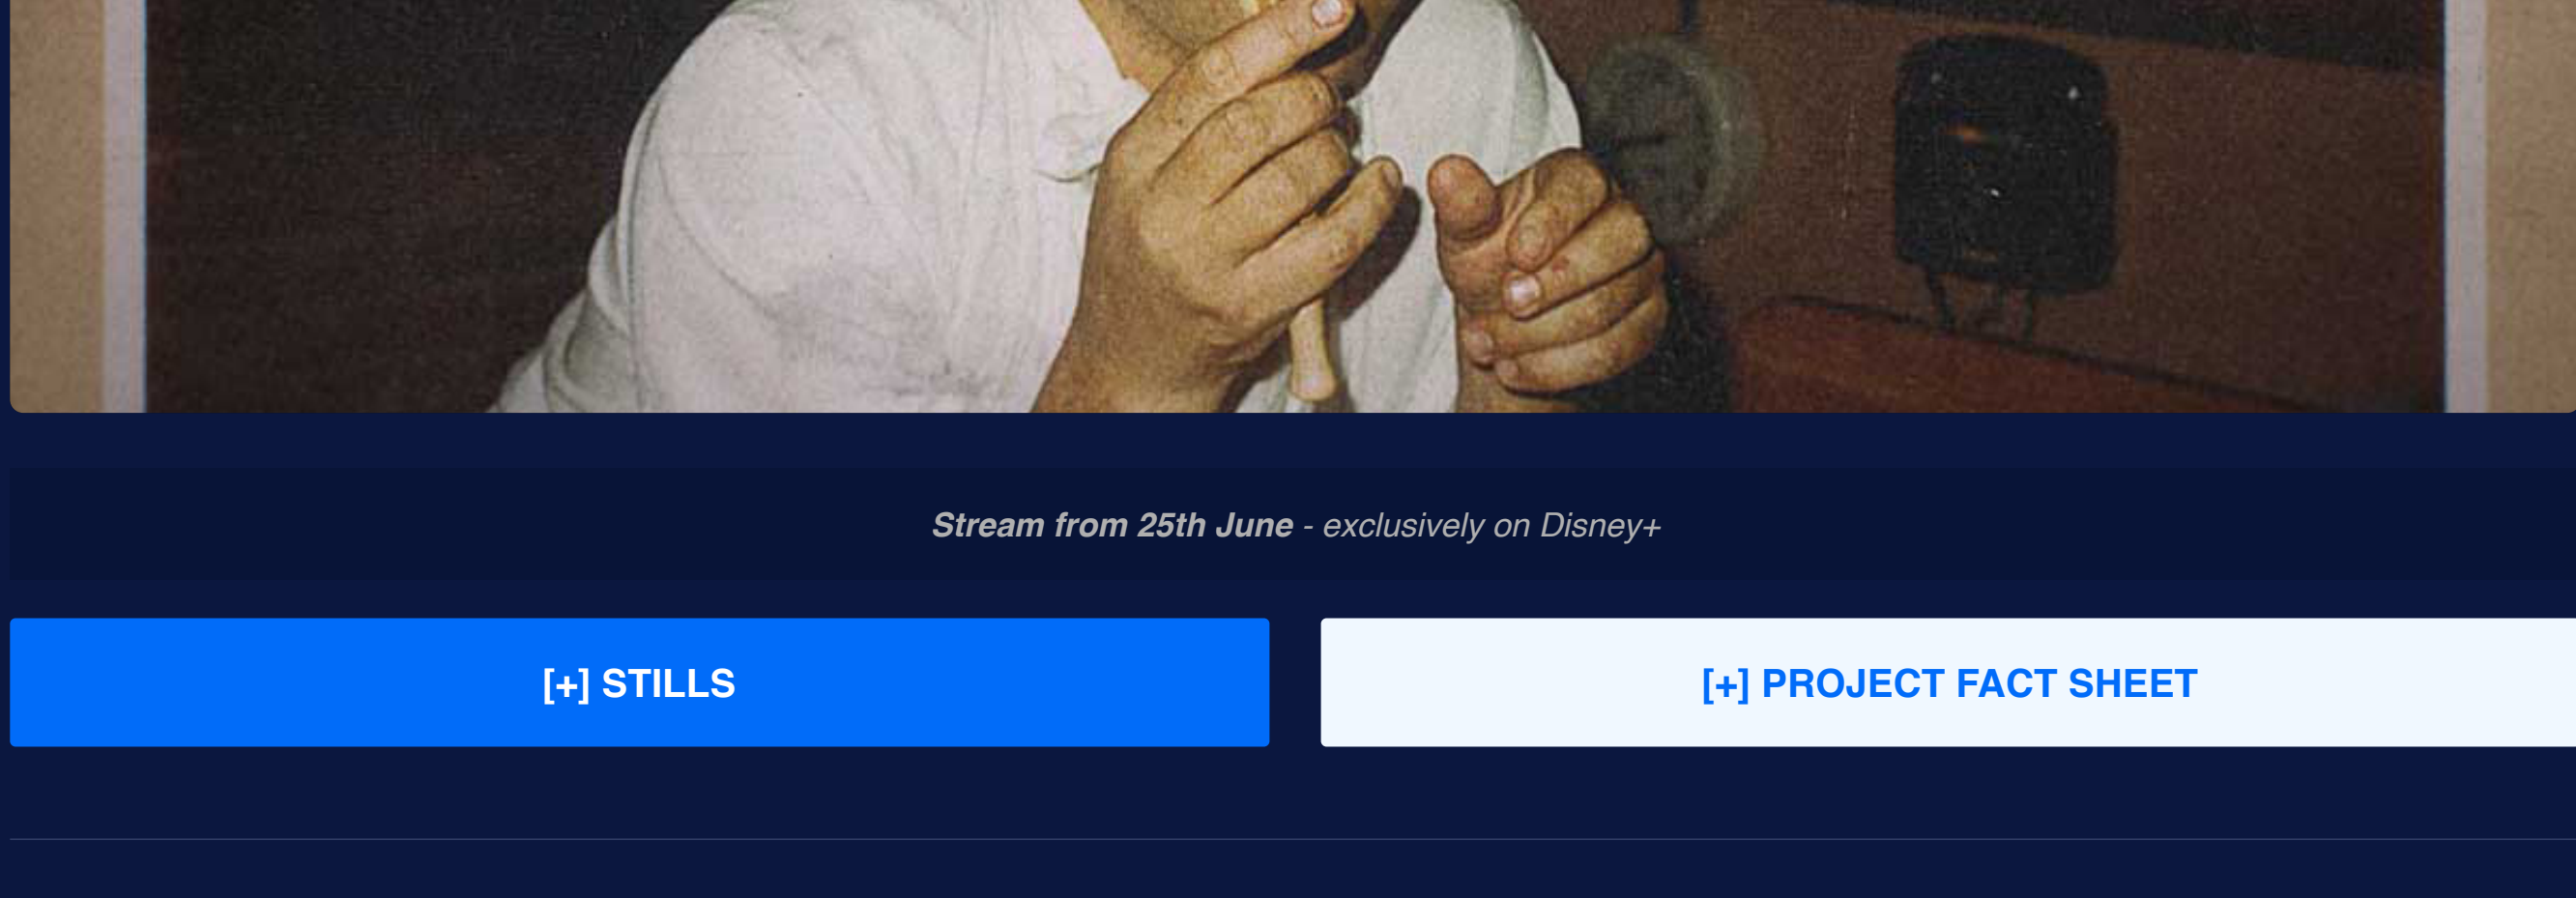 Stream from 25th June - exclusively on Disney+
[+] STILLS
[+] PROJECT FACT SHEET